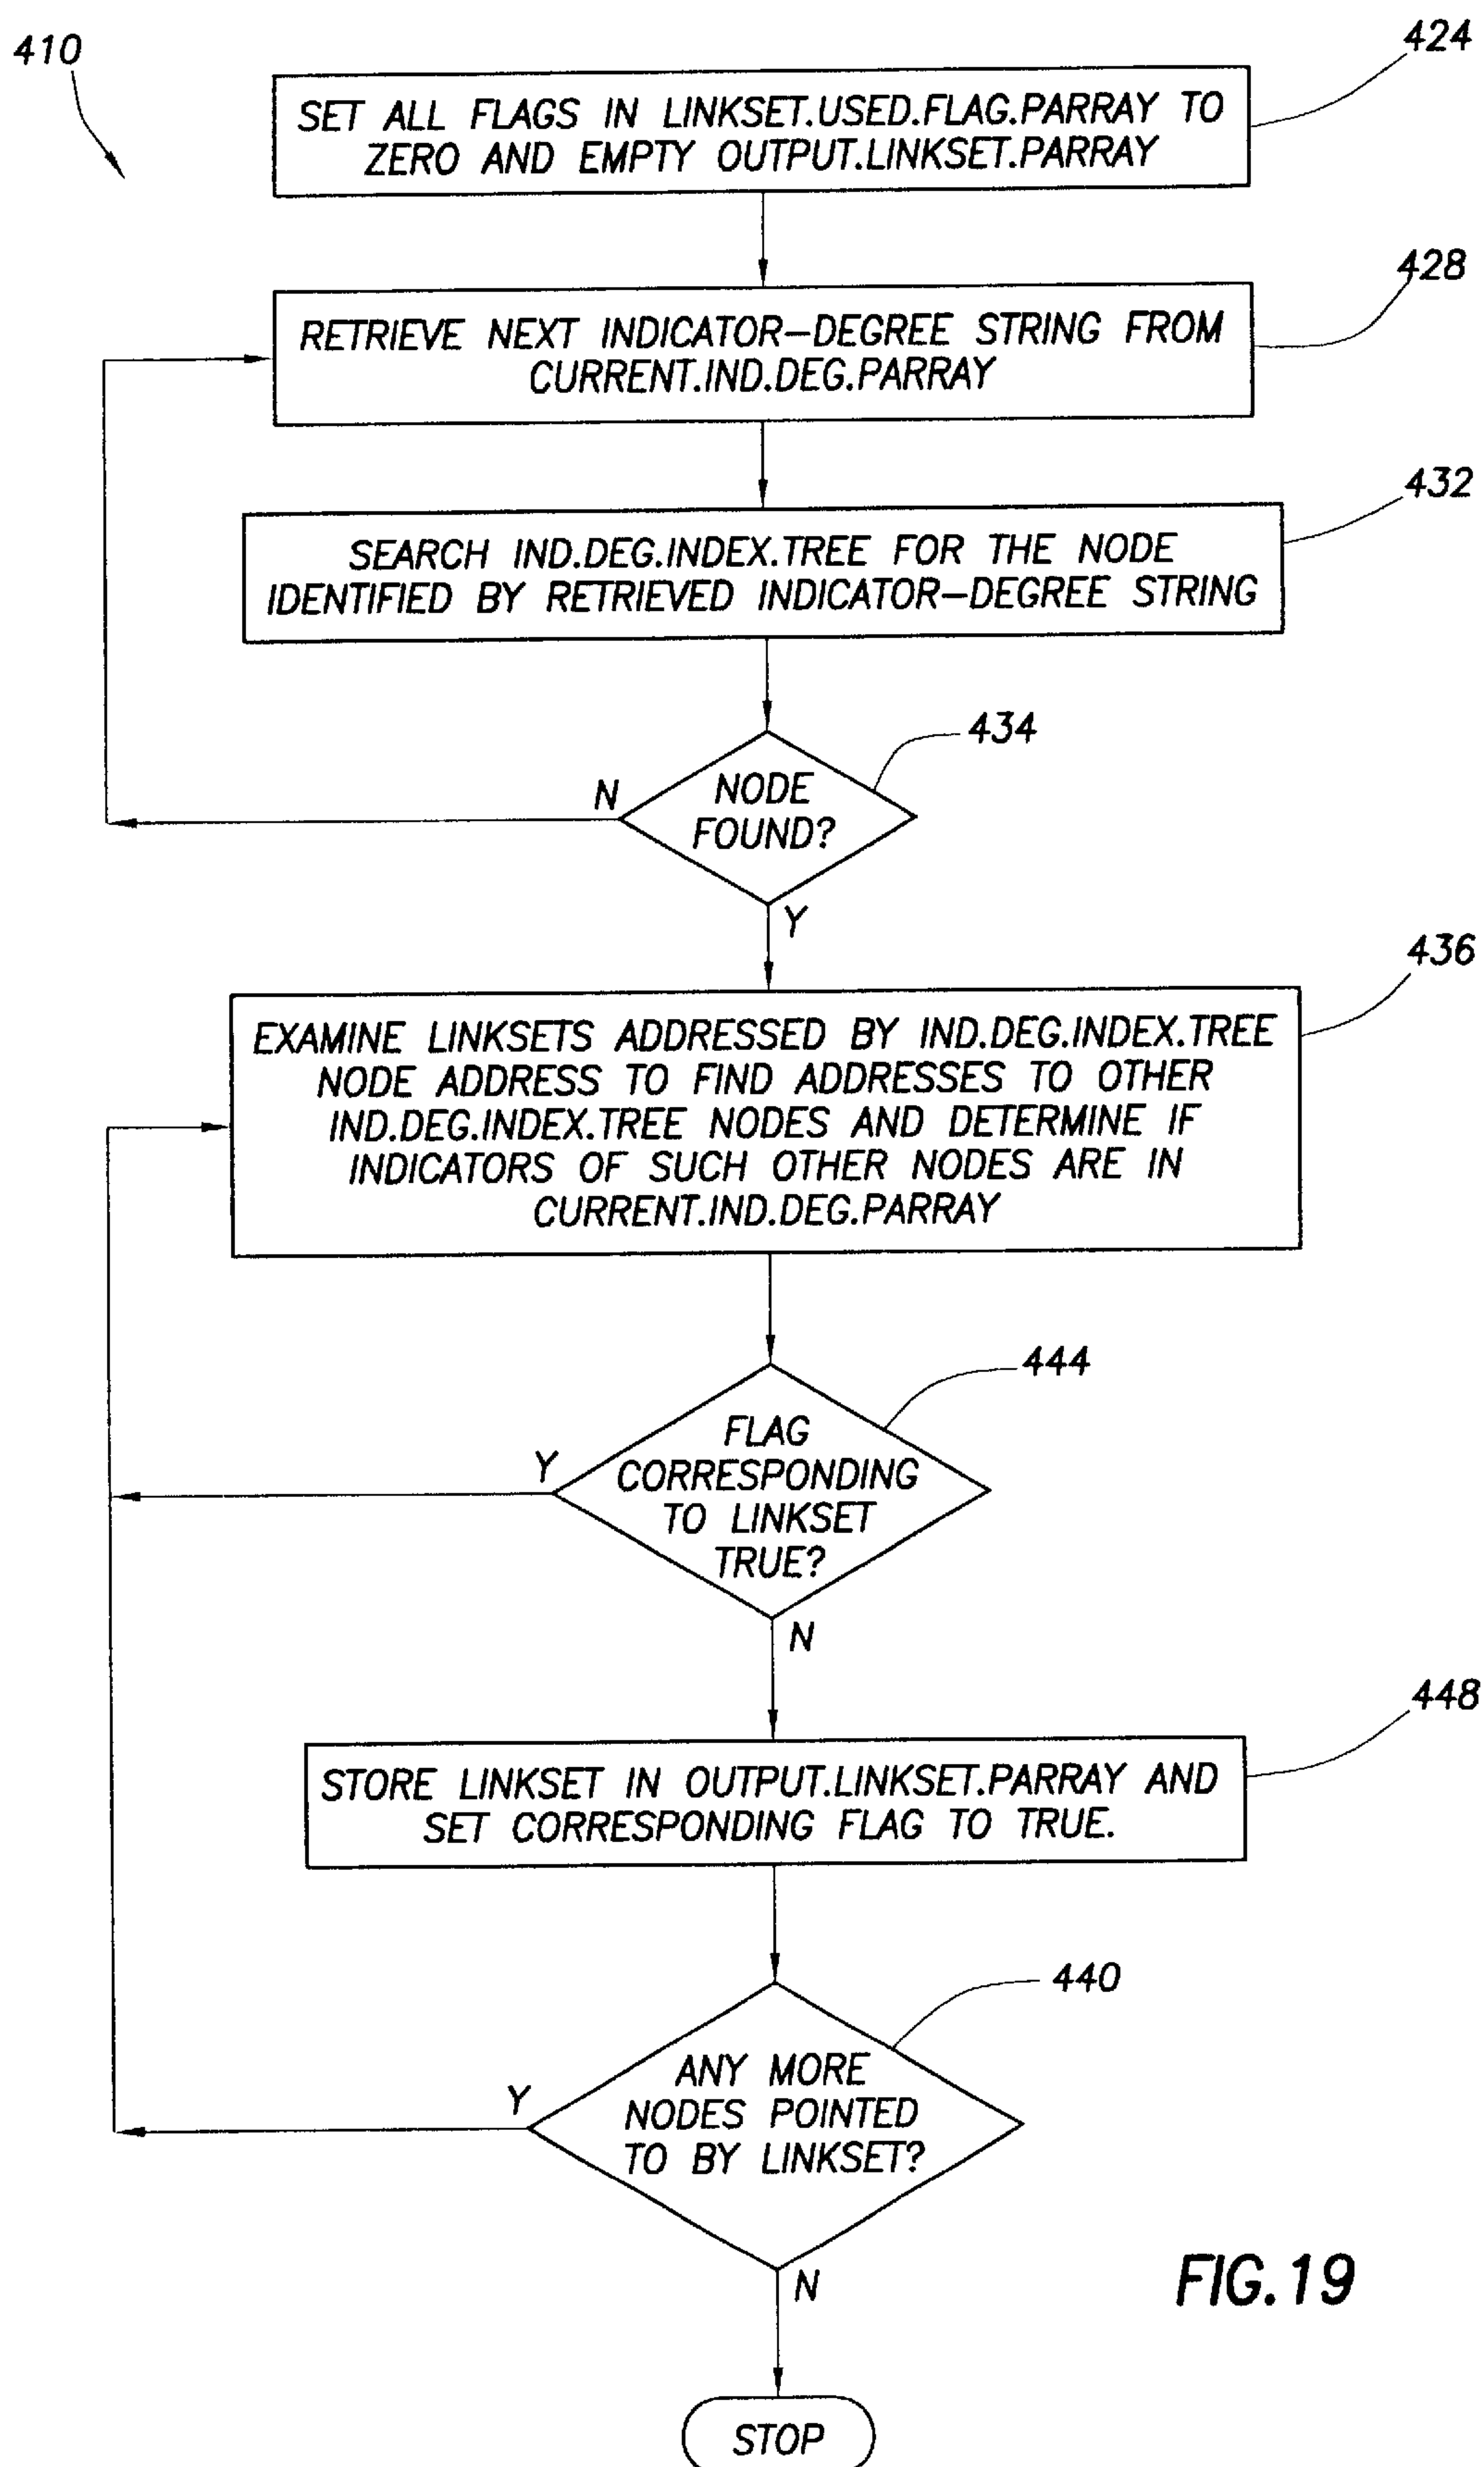 410
424
SET ALL FLAGS IN LINKSET.USED.FLAG.PARRAY TO
ZERO AND EMPTY OUTPUT.LINKSET.PARRAY
428
RETRIEVE NEXT INDICATOR-DEGREE STRING FROM
CURRENT.IND.DEG.PARRAY
432
SEARCH IND.DEG.INDEX.TREE FOR THE NODE
IDENTIFIED BY RETRIEVED INDICATOR-DEGREE STRING
434
N
NODE
FOUND?
Y
436
EXAMINE LINKSETS ADDRESSED BY IND.DEG.INDEX.TREE
NODE ADDRESS TO FIND ADDRESSES TO OTHER
IND.DEG.INDEX.TREE NODES AND DETERMINE IF
INDICATORS OF SUCH OTHER NODES ARE IN
CURRENT.IND.DEG.PARRAY
444
Y
FLAG
CORRESPONDING
TO LINKSET
TRUE?
N
448
STORE LINKSET IN OUTPUT.LINKSET.PARRAY AND
SET CORRESPONDING FLAG TO TRUE.
440
Y
ANY MORE
NODES POINTED
TO BY LINKSET?
N
FIG.19
STOP